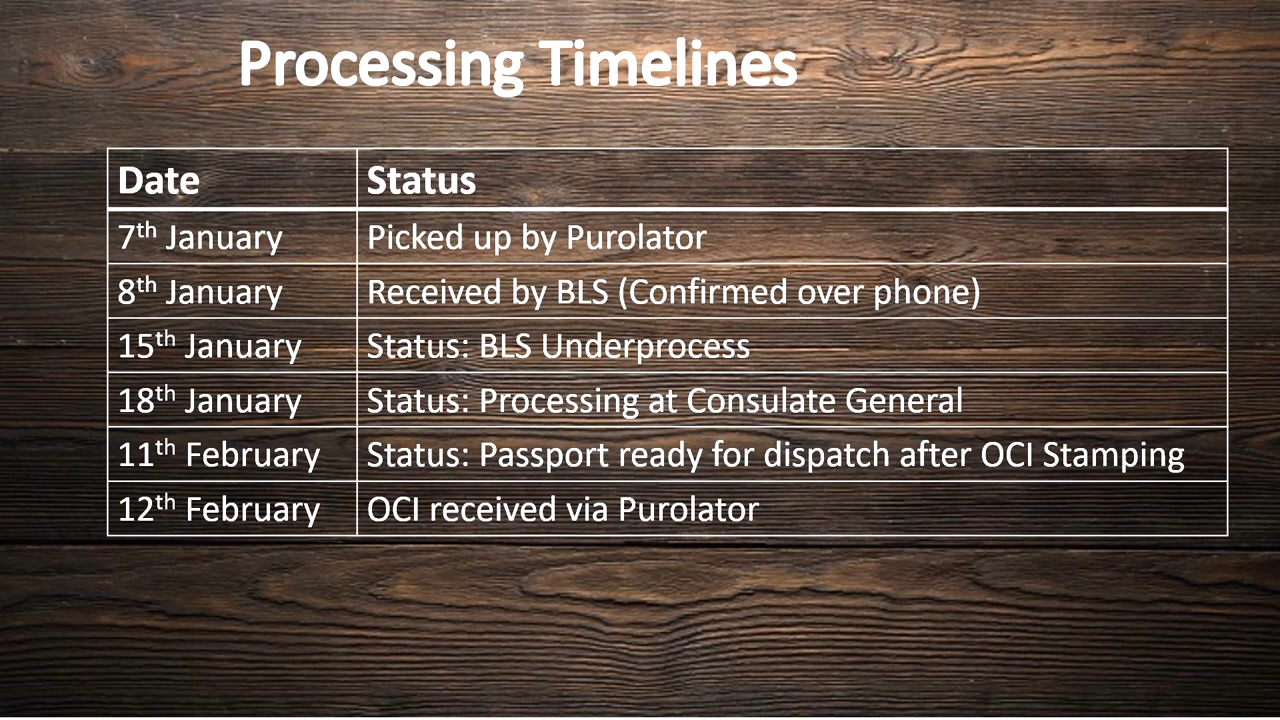 Processing Timelines
Date Status
7th January Picked up by Purolator
8th January Received by BLS (Confirmed over phone)
15th January Status: BLS Underprocess
18th January Status: Processing at Consulate General
11th February Status: Passport ready for dispatch after OCI Stamping
12th February OCI received via Purolator